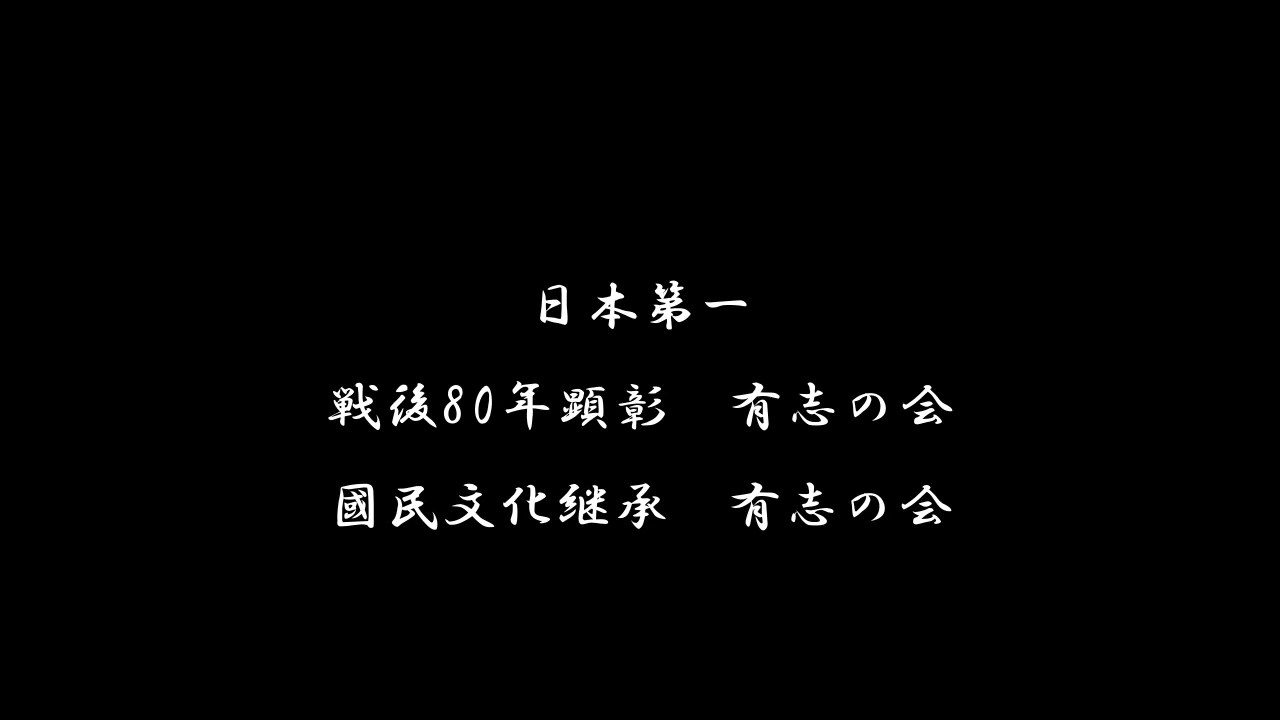 日本第一
戦後80年顕彰　有志の会
國民文化継承　有志の会